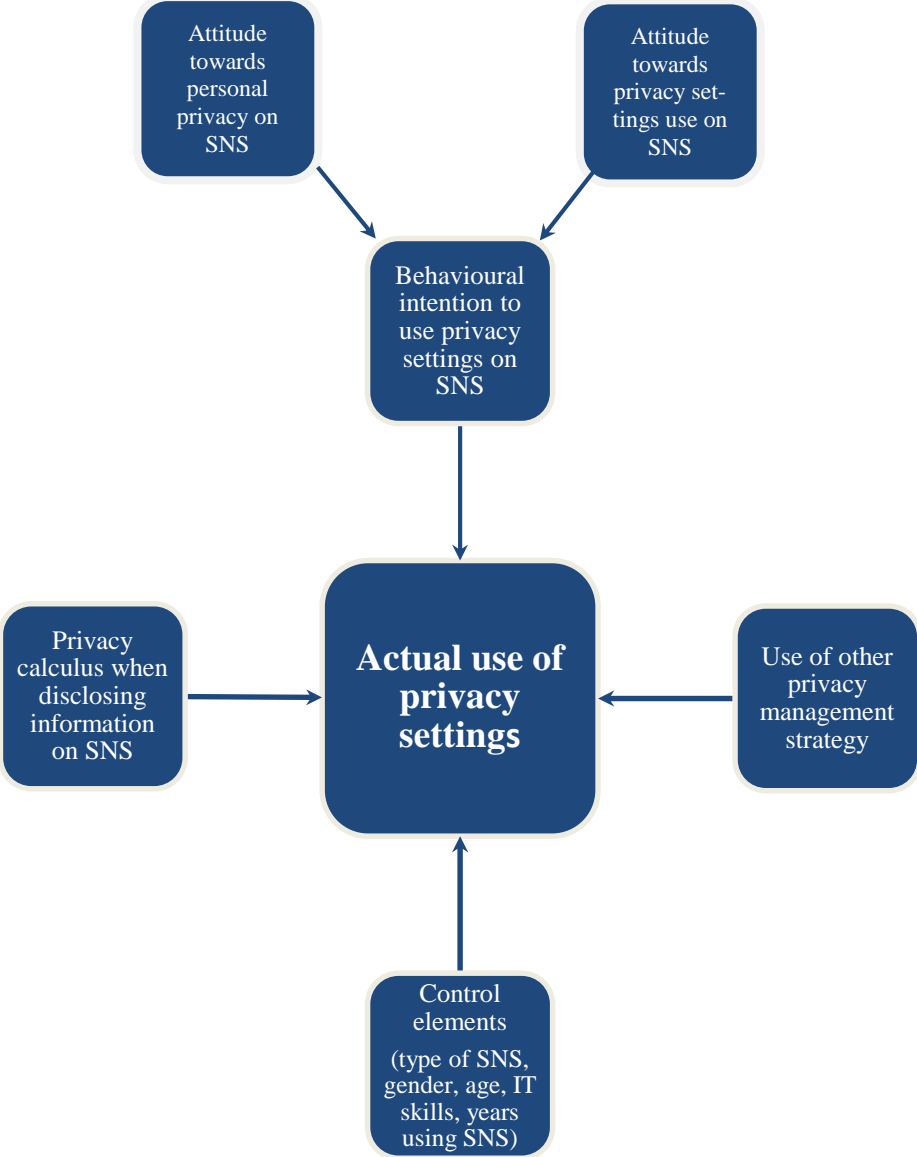 Attitude
towards
personal
privacy on
SNS
Attitude
towards
privacy set-
tings use on
SNS
Behavioural
intention to
use privacy
settings on
SNS
Privacy
calculus when
disclosing
information
on SNS
Actual use of
privacy
settings
Use of other
privacy
management
strategy
Control
elements
(type of SNS,
gender, age, IT
skills, years
using SNS)